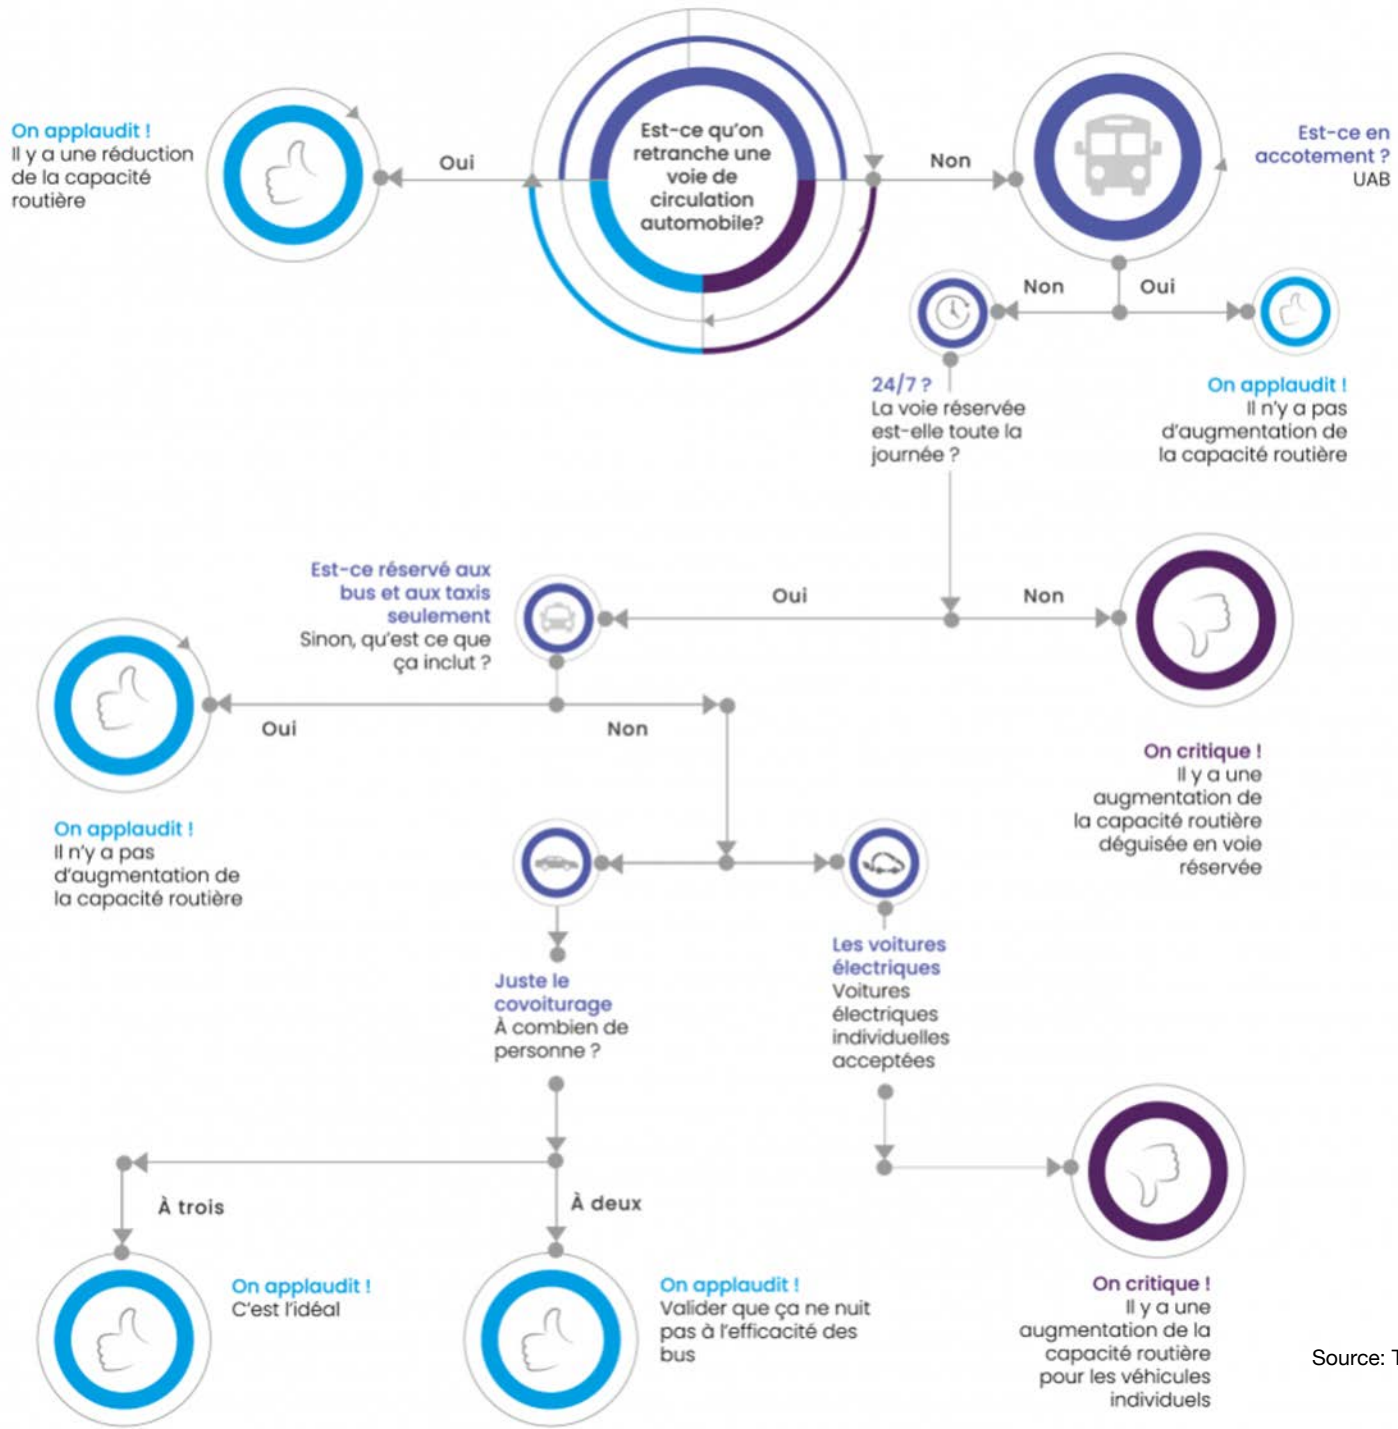 Est-ce qu'on
retranche une
voie de
circulation
automobile?
Oui
On applaudit !
Il y a une réduction
de la capacité
routière
Non
Est-ce en
accotement ?
UAB
Non
Oui
24/7 ?
La voie réservée
est-elle toute la
journée ?
On applaudit !
Il n'y a pas
d'augmentation de
la capacité routière
Oui
Non
Est-ce réservé aux
bus et aux taxis
seulement
Sinon, qu'est ce que
ça inclut ?
On critique !
Il y a une
augmentation de
la capacité routière
déguisée en voie
réservée
Oui
Non
On applaudit !
Il n'y a pas
d'augmentation de
la capacité routière
Juste le
covoiturage
À combien de
personne ?
Les voitures
électriques
Voitures
électriques
individuelles
acceptées
À trois
À deux
On applaudit !
C'est l'idéal
On applaudit !
Valider que ça ne nuit
pas à l'efficacité des
bus
On critique !
Il y a une
augmentation de la
capacité routière
pour les véhicules
individuels
Source: